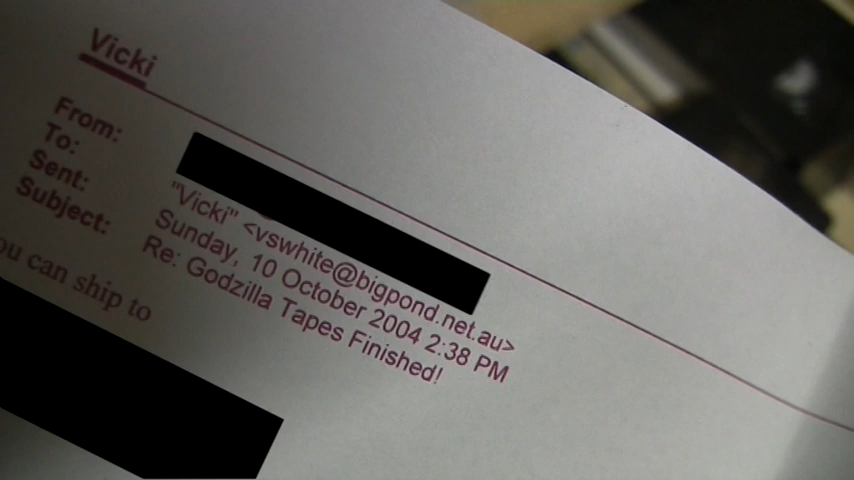 Vicki
From:
To: "Vicki" <vswhite@bigpond.net.au>
Sent: Sunday, 10 October 2004 2:38 PM
Subject: Re: Godzilla Tapes Finished!
ou can ship to